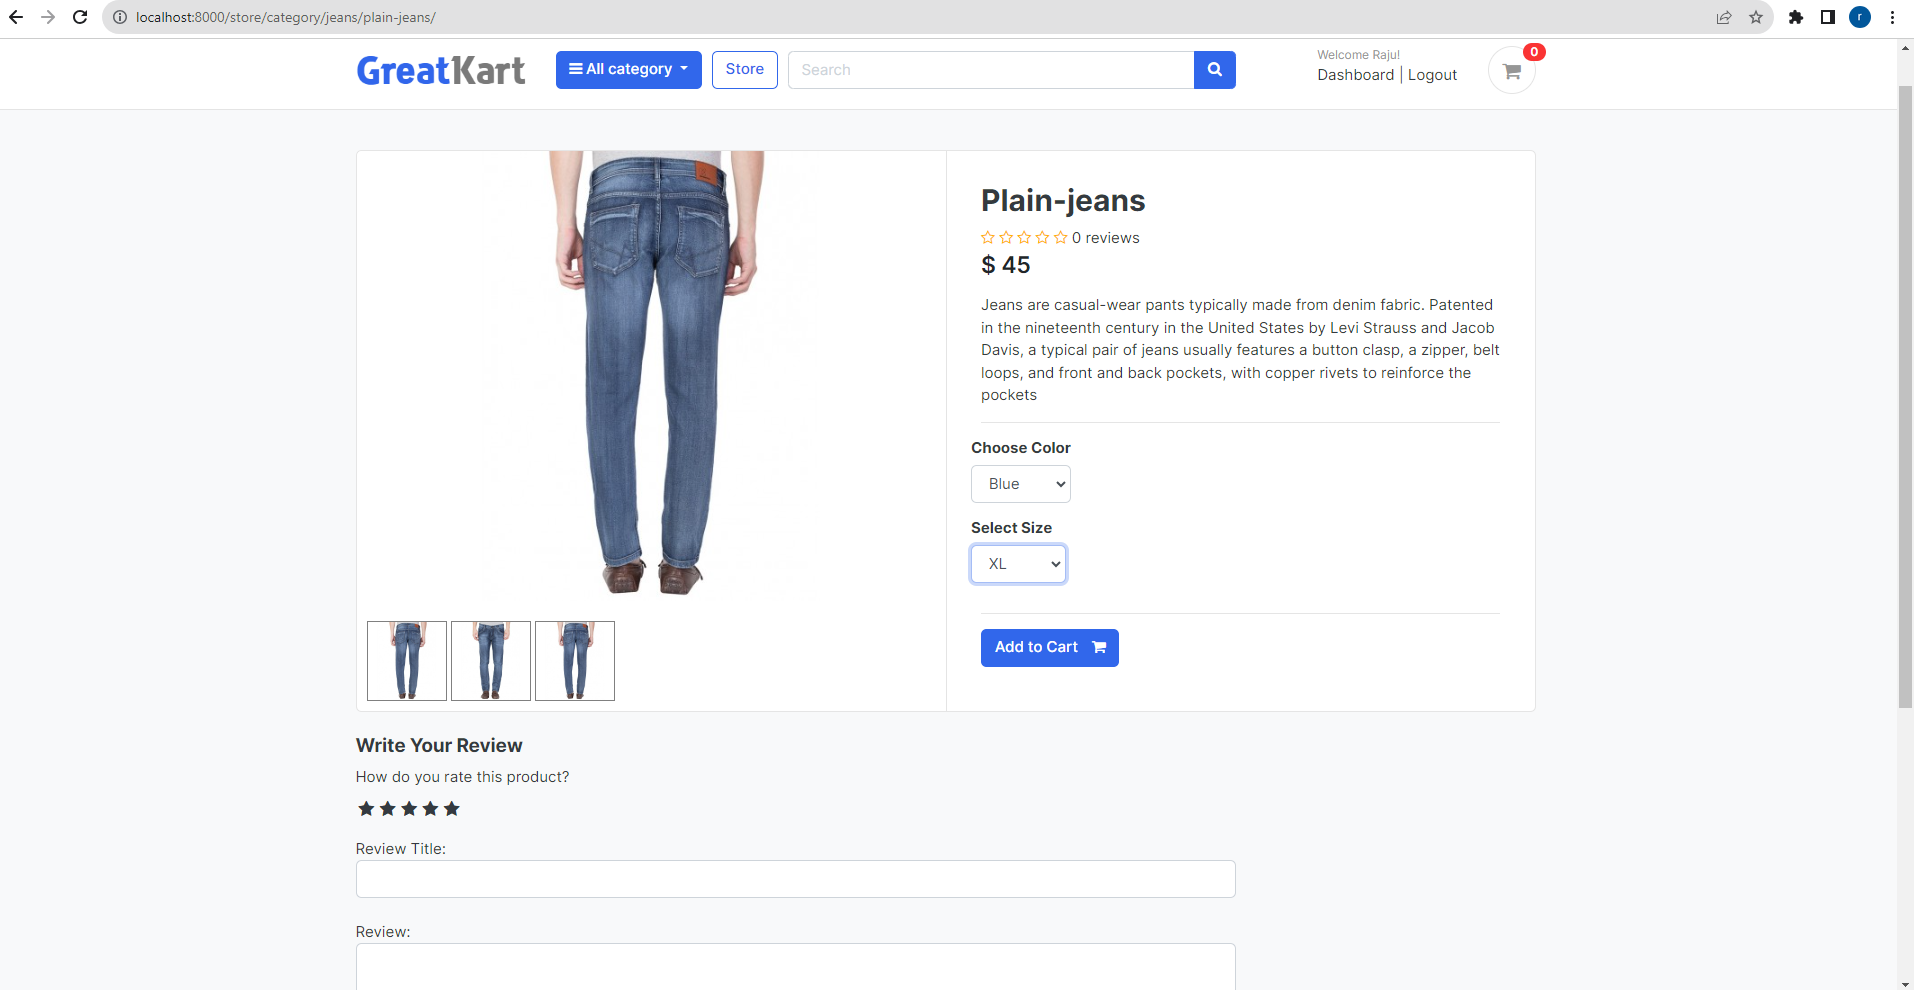 localhost:8000/store/category/jeans/plain-jeans/
r
GreatKart
All category
Store
Search
Welcome Raju!
Dashboard | Logout
0
Plain-jeans
0 reviews
$ 45
Jeans are casual-wear pants typically made from denim fabric. Patented
in the nineteenth century in the United States by Levi Strauss and Jacob
Davis, a typical pair of jeans usually features a button clasp, a zipper, belt
loops, and front and back pockets, with copper rivets to reinforce the
pockets
Choose Color
Blue
Select Size
XL
Add to Cart
Write Your Review
How do you rate this product?
Review Title:
Review: